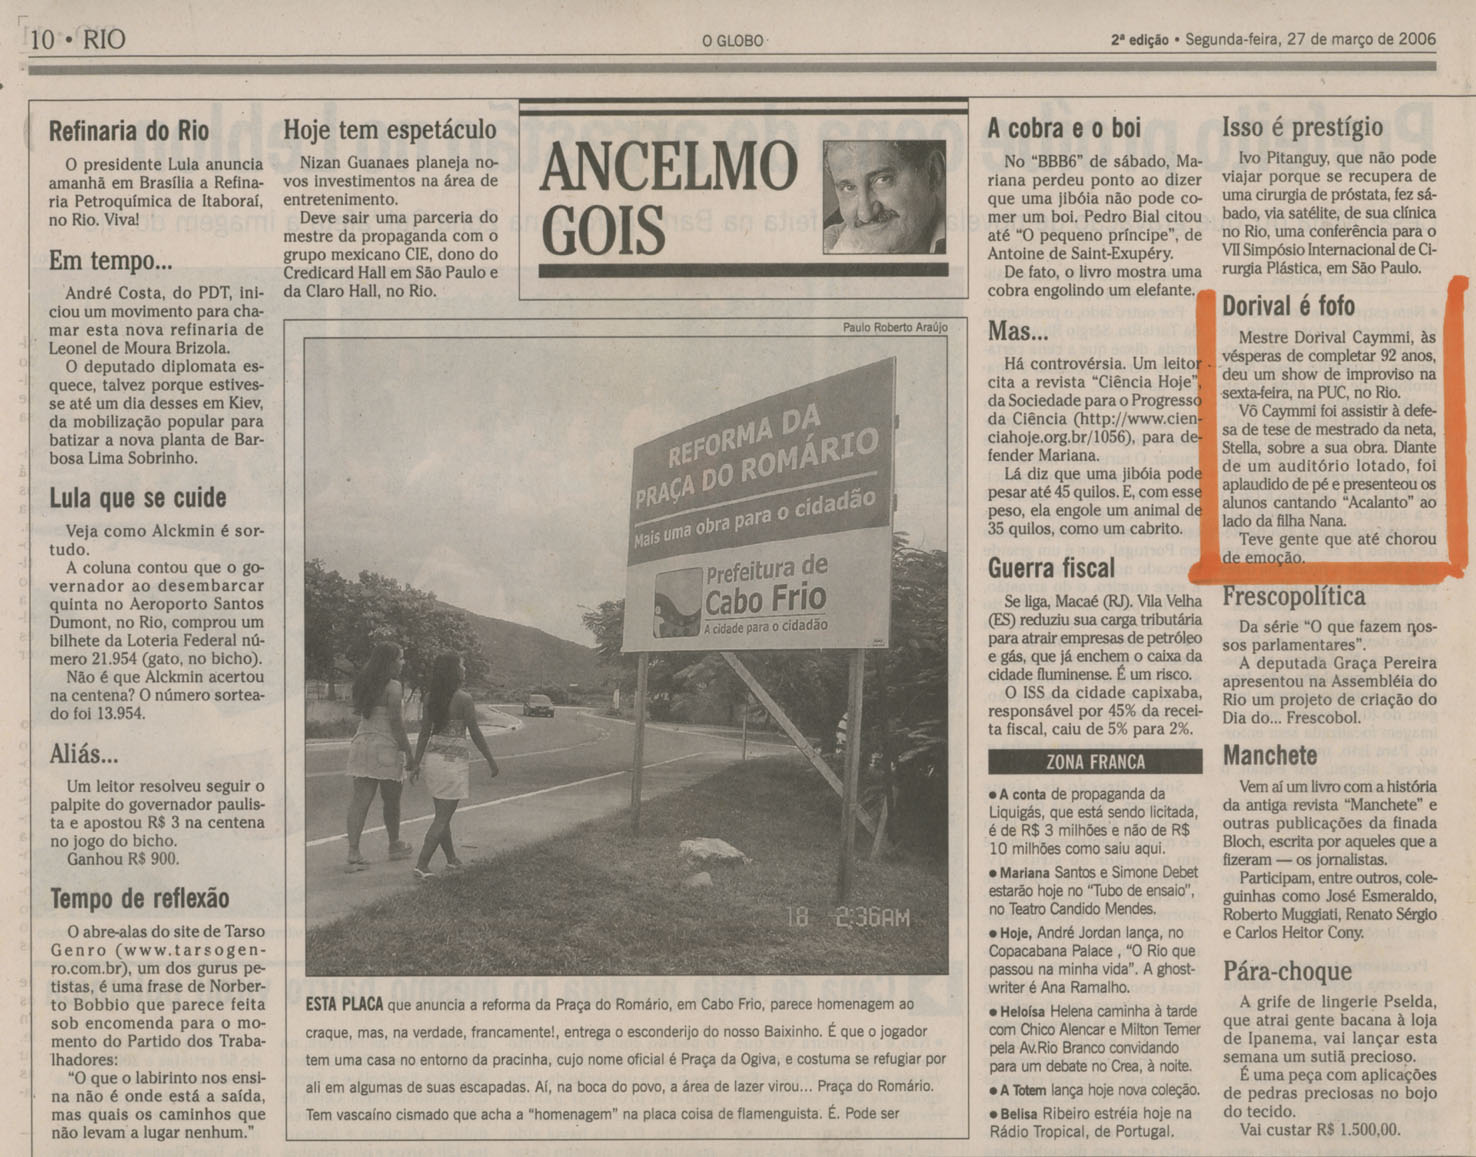 10 • RIO
O GLOBO
2ª edição • Segunda-feira, 27 de março de 2006
Refinaria do Rio
O presidente Lula anuncia
amanhã em Brasília a Refina-
ria Petroquímica de Itaboraí,
no Rio. Viva!
Em tempo...
André Costa, do PDT, ini-
ciou um movimento para cha-
mar esta nova refinaria de
Leonel de Moura Brizola.
O deputado diplomata es-
quece, talvez porque estives-
se até um dia desses em Kiev,
da mobilização popular para
batizar a nova planta de Bar-
bosa Lima Sobrinho.
Lula que se cuide
Veja como Alckmin é sor-
tudo.
A coluna contou que o go-
vernador ao desembarcar
quinta no Aeroporto Santos
Dumont, no Rio, comprou um
bilhete da Loteria Federal nú-
mero 21.954 (gato, no bicho).
Não é que Alckmin acertou
na centena? O número sortea-
do foi 13.954.
Aliás...
Um leitor resolveu seguir o
palpite do governador paulis-
ta e apostou R$ 3 na centena
no jogo do bicho.
Ganhou R$ 900.
Tempo de reflexão
O abre-alas do site de Tarso
Genro (www.tarsogen-
ro.com.br), um dos gurus pe-
tistas, é uma frase de Norber-
to Bobbio que parece feita
sob encomenda para o mo-
mento do Partido dos Traba-
lhadores:
"O que o labirinto nos ensi-
na não é onde está a saída,
mas quais os caminhos que
não levam a lugar nenhum."
Hoje tem espetáculo
Nizan Guanaes planeja no-
vos investimentos na área de
entretenimento.
Deve sair uma parceria do
mestre da propaganda com o
grupo mexicano CIE, dono do
Credicard Hall em São Paulo e
da Claro Hall, no Rio.
ANCELMO
GOIS
Paulo Roberto Araújo
REFORMA DA
PRAÇA DO ROMÁRIO
Mais uma obra para o cidadão
Prefeitura de
Cabo Frio
A cidade para o cidadão
18 2:36AM
ESTA PLACA que anuncia a reforma da Praça do Romário, em Cabo Frio, parece homenagem ao
craque, mas, na verdade, francamente!, entrega o esconderijo do nosso Baixinho. É que o jogador
tem uma casa no entorno da pracinha, cujo nome oficial é Praça da Ogiva, e costuma se refugiar por
ali em algumas de suas escapadas. Aí, na boca do povo, a área de lazer virou... Praça do Romário.
Tem vascaíno cismado que acha a "homenagem" na placa coisa de flamenguista. É. Pode ser
A cobra e o boi
No "BBB6" de sábado, Ma-
riana perdeu ponto ao dizer
que uma jibóia não pode co-
mer um boi. Pedro Bial citou
até "O pequeno príncipe", de
Antoine de Saint-Exupéry.
De fato, o livro mostra uma
cobra engolindo um elefante.
Mas...
Há controvérsia. Um leitor
cita a revista "Ciência Hoje",
da Sociedade para o Progresso
da Ciência (http://www.cien-
ciahoje.org.br/1056), para de-
fender Mariana.
Lá diz que uma jibóia pode
pesar até 45 quilos. E, com esse
peso, ela engole um animal de
35 quilos, como um cabrito.
Guerra fiscal
Se liga, Macaé (RJ). Vila Velha
(ES) reduziu sua carga tributária
para atrair empresas de petróleo
e gás, que já enchem o caixa da
cidade fluminense. É um risco.
O ISS da cidade capixaba,
responsável por 45% da recei-
ta fiscal, caiu de 5% para 2%.
ZONA FRANCA
• A conta de propaganda da
Liquigás, que está sendo licitada,
é de R$ 3 milhões e não de R$
10 milhões como saiu aqui.
• Mariana Santos e Simone Debet
estarão hoje no "Tubo de ensaio",
no Teatro Candido Mendes.
• Hoje, André Jordan lança, no
Copacabana Palace , "O Rio que
passou na minha vida". A ghost-
writer é Ana Ramalho.
• Heloísa Helena caminha à tarde
com Chico Alencar e Milton Temer
pela Av.Rio Branco convidando
para um debate no Crea, à noite.
• A Totem lança hoje nova coleção.
• Belisa Ribeiro estréia hoje na
Rádio Tropical, de Portugal.
Isso é prestígio
Ivo Pitanguy, que não pode
viajar porque se recupera de
uma cirurgia de próstata, fez sá-
bado, via satélite, de sua clínica
no Rio, uma conferência para o
VII Simpósio Internacional de Ci-
rurgia Plástica, em São Paulo.
Dorival é fofo
Mestre Dorival Caymmi, às
vésperas de completar 92 anos,
deu um show de improviso na
sexta-feira, na PUC, no Rio.
Vô Caymmi foi assistir à defe-
sa de tese de mestrado da neta,
Stella, sobre a sua obra. Diante
de um auditório lotado, foi
aplaudido de pé e presenteou os
alunos cantando "Acalanto" ao
lado da filha Nana.
Teve gente que até chorou
de emoção.
Frescopolítica
Da série "O que fazem nos-
sos parlamentares".
A deputada Graça Pereira
apresentou na Assembléia do
Rio um projeto de criação do
Dia do... Frescobol.
Manchete
Vem aí um livro com a história
da antiga revista "Manchete" e
outras publicações da finada
Bloch, escrita por aqueles que a
fizeram — os jornalistas.
Participam, entre outros, cole-
guinhas como José Esmeraldo,
Roberto Muggiati, Renato Sérgio
e Carlos Heitor Cony.
Pára-choque
A grife de lingerie Pselda,
que atrai gente bacana à loja
de Ipanema, vai lançar esta
semana um sutiã precioso.
É uma peça com aplicações
de pedras preciosas no bojo
do tecido.
Vai custar R$ 1.500,00.